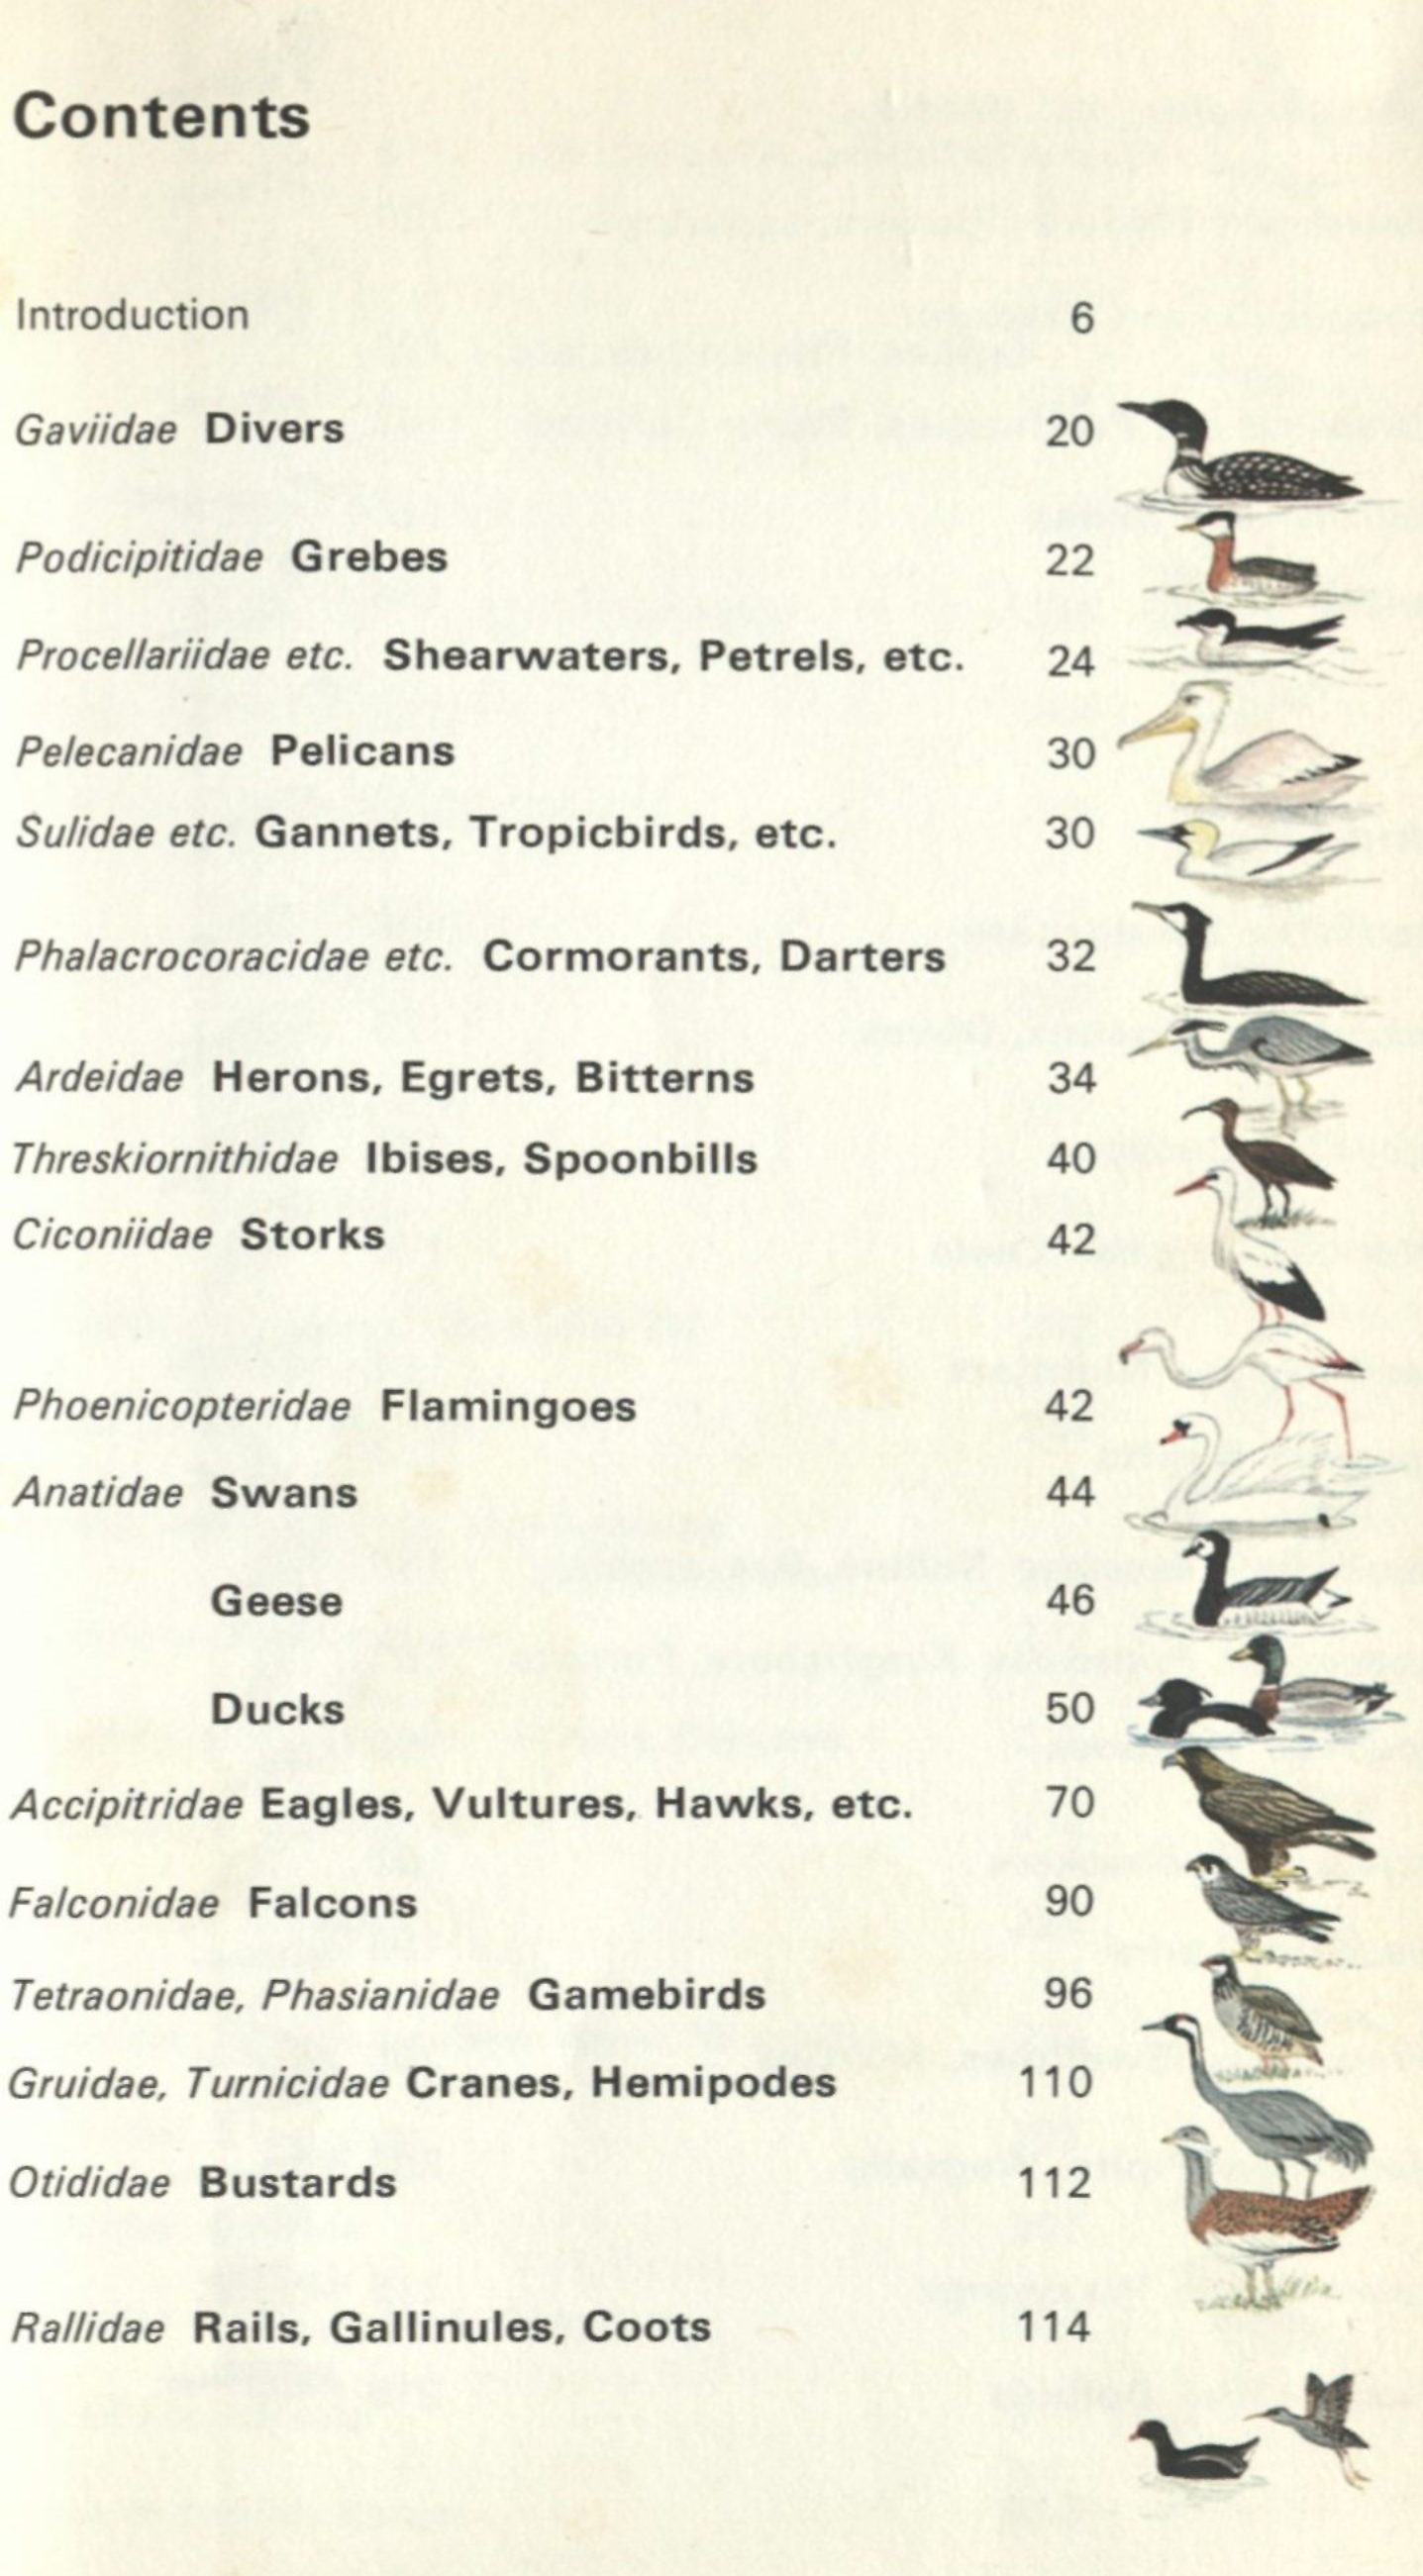 Contents
Introduction 6
Gaviidae Divers 20
Podicipitidae Grebes 22
Procellariidae etc. Shearwaters, Petrels, etc. 24
Pelecanidae Pelicans 30
Sulidae etc. Gannets, Tropicbirds, etc. 30
Phalacrocoracidae etc. Cormorants, Darters 32
Ardeidae Herons, Egrets, Bitterns 34
Threskiornithidae Ibises, Spoonbills 40
Ciconiidae Storks 42
Phoenicopteridae Flamingoes 42
Anatidae Swans 44
Geese 46
Ducks 50
Accipitridae Eagles, Vultures, Hawks, etc. 70
Falconidae Falcons 90
Tetraonidae, Phasianidae Gamebirds 96
Gruidae, Turnicidae Cranes, Hemipodes 110
Otididae Bustards 112
Rallidae Rails, Gallinules, Coots 114